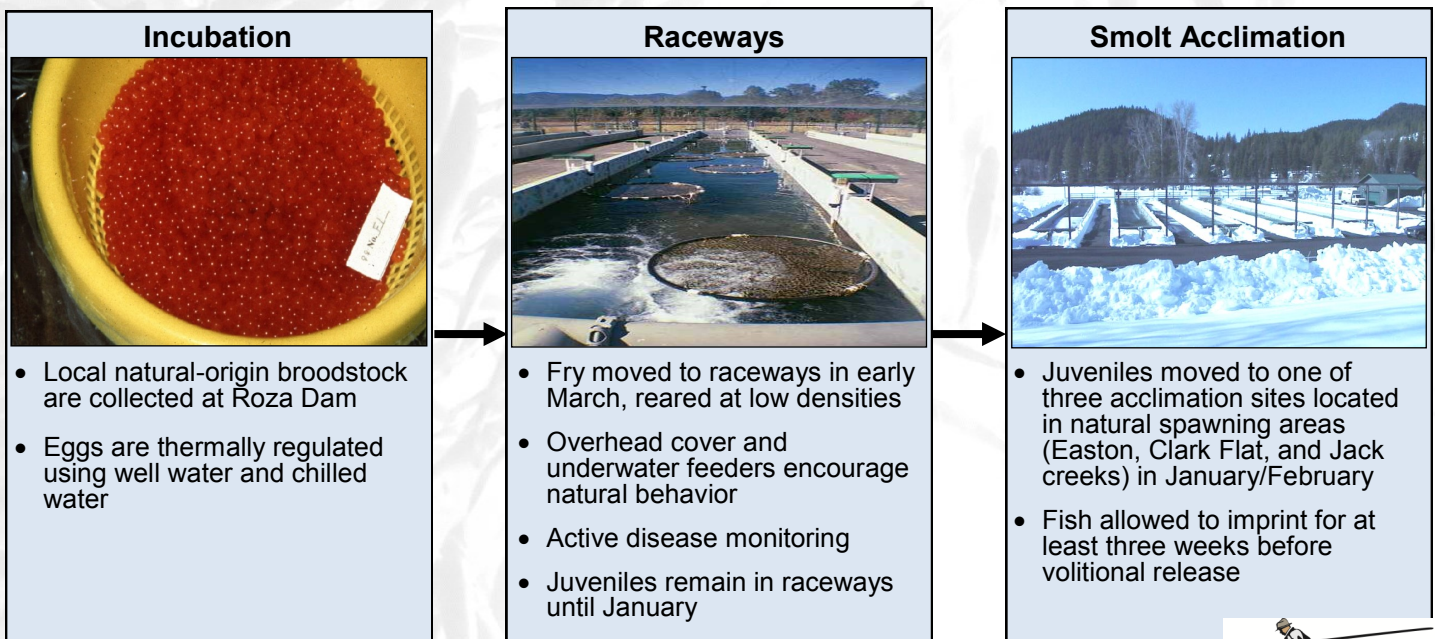 Incubation
• Local natural-origin broodstock
are collected at Roza Dam
• Eggs are thermally regulated
using well water and chilled
water
Raceways
• Fry moved to raceways in early
March, reared at low densities
• Overhead cover and
underwater feeders encourage
natural behavior
• Active disease monitoring
• Juveniles remain in raceways
until January
Smolt Acclimation
• Juveniles moved to one of
three acclimation sites located
in natural spawning areas
(Easton, Clark Flat, and Jack
creeks) in January/February
• Fish allowed to imprint for at
least three weeks before
volitional release